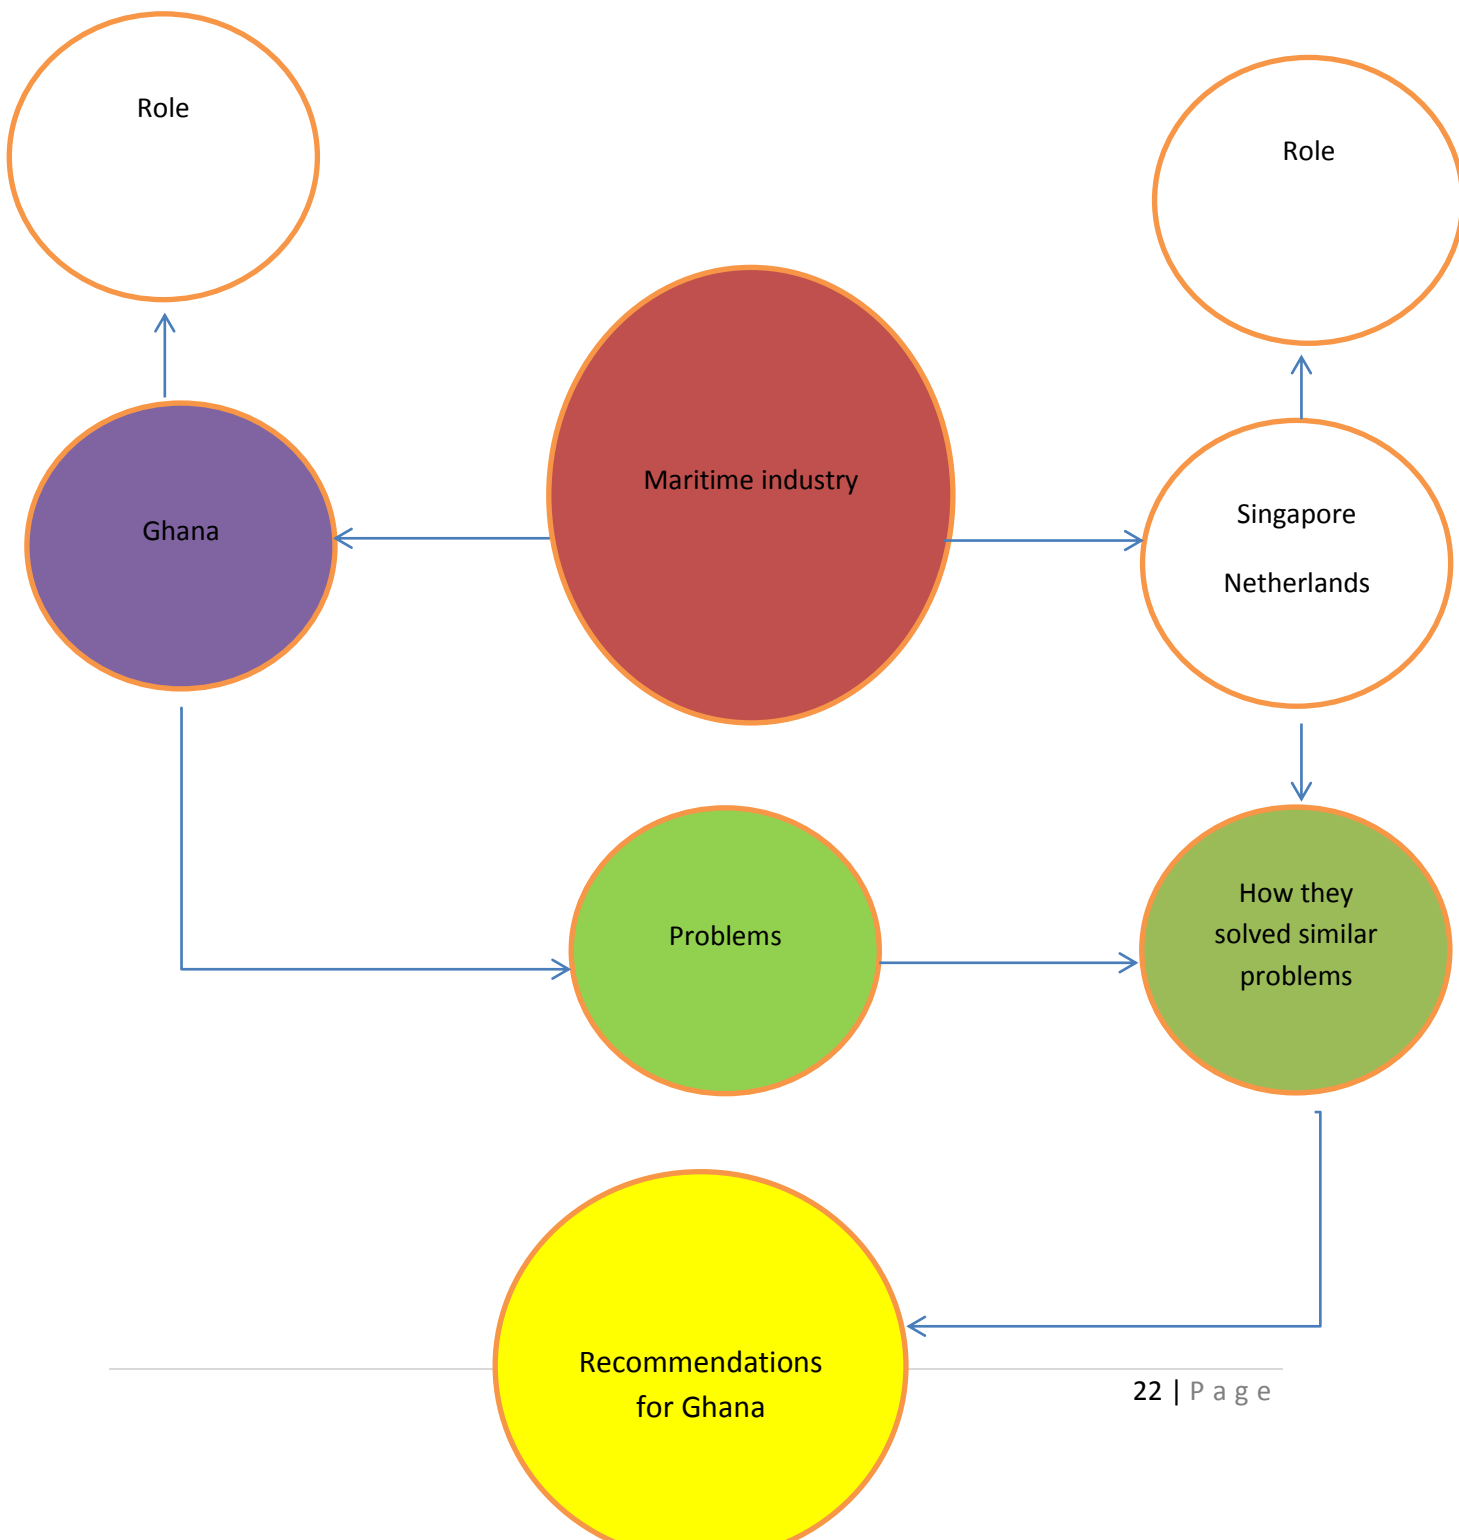 Role
Role
Maritime industry
Ghana
Singapore
Netherlands
Problems
How they
solved similar
problems
Recommendations
for Ghana
22 | P a g e